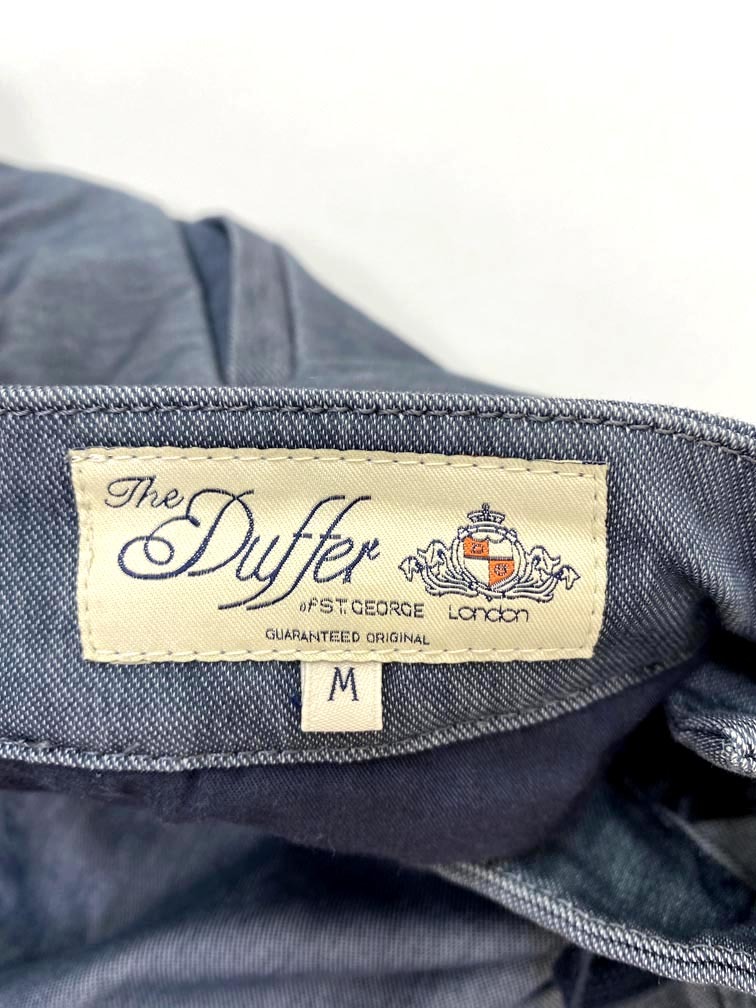 The
Duffer
of ST. GEORGE London
GUARANTEED ORIGINAL
M